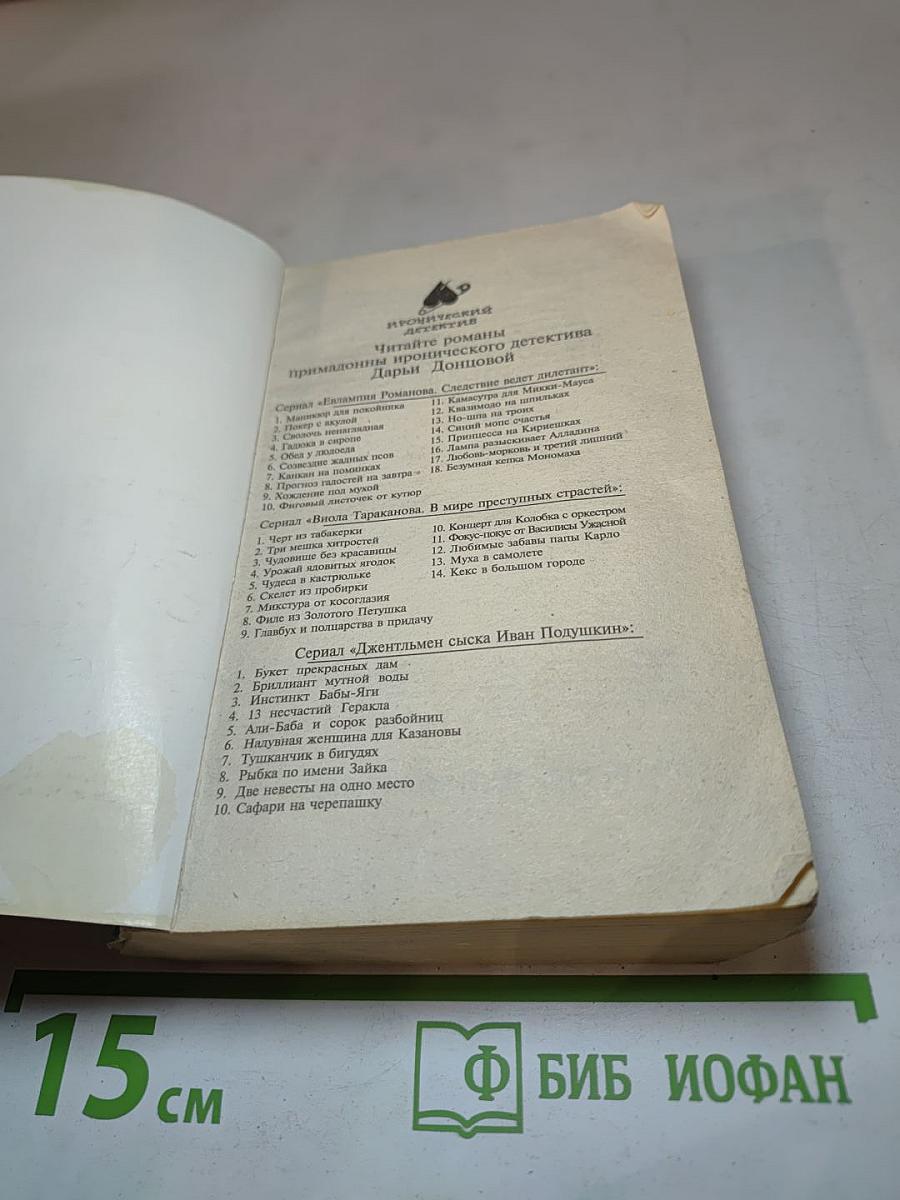 ИРОНИЧЕСКИЙ
ДЕТЕКТИВ
Читайте романы
примадонны иронического детектива
Дарьи Донцовой
Сериал «Евлампия Романова. Следствие ведет дилетант»:
1. Маникюр для покойника
2. Покер с акулой
3. Сволочь ненаглядная
4. Гадюка в сиропе
5. Обед у людоеда
6. Созвездие жадных псов
7. Канкан на поминках
8. Прогноз гадостей на завтра
9. Хождение под мухой
10. Фиговый листочек от кутюр
11. Камасутра для Микки-Мауса
12. Квазимодо на шпильках
13. Но-шпа на троих
14. Синий мопс счастья
15. Принцесса на Кириешках
16. Лампа разыскивает Алладина
17. Любовь-морковь и третий лишний
18. Безумная кепка Мономаха
Сериал «Виола Тараканова. В мире преступных страстей»:
1. Черт из табакерки
2. Три мешка хитростей
3. Чудовище без красавицы
4. Урожай ядовитых ягодок
5. Чудеса в кастрюльке
6. Скелет из пробирки
7. Микстура от косоглазия
8. Филе из Золотого Петушка
9. Главбух и полцарства в придачу
10. Концерт для Колобка с оркестром
11. Фокус-покус от Василисы Ужасной
12. Любимые забавы папы Карло
13. Муха в самолете
14. Кекс в большом городе
Сериал «Джентльмен сыска Иван Подушкин»:
1. Букет прекрасных дам
2. Бриллиант мутной воды
3. Инстинкт Бабы-Яги
4. 13 несчастий Геракла
5. Али-Баба и сорок разбойниц
6. Надувная женщина для Казановы
7. Тушканчик в бигудях
8. Рыбка по имени Зайка
9. Две невесты на одно место
10. Сафари на черепашку
15 см
Ф БИБ ИОФАН